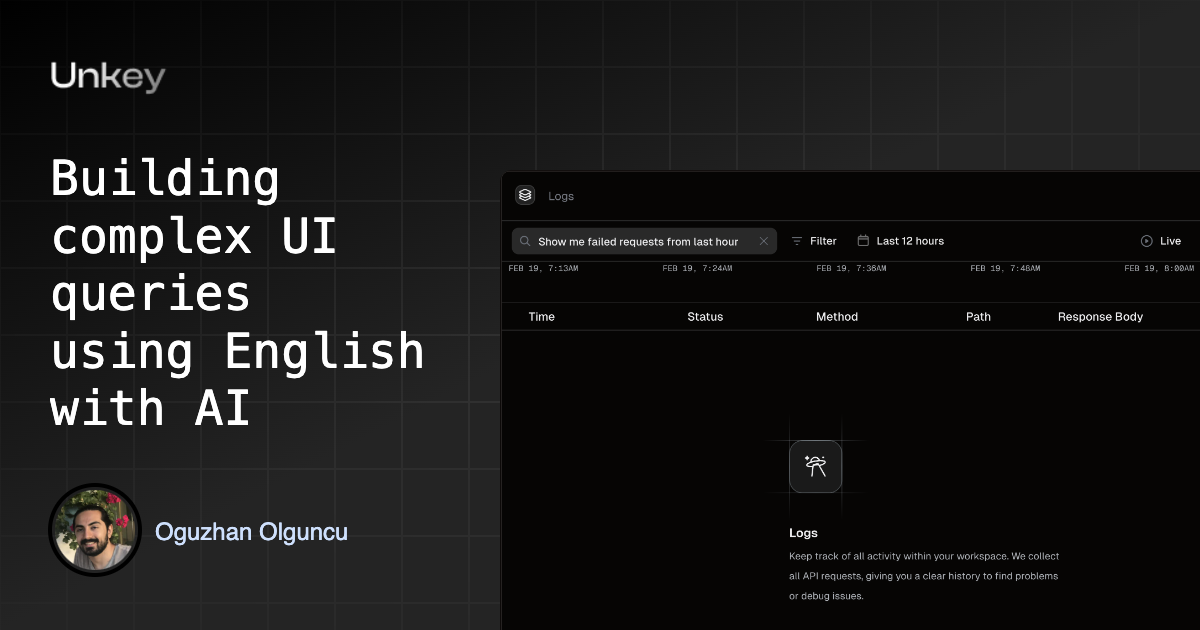 Unkey
Building
complex UI
queries
using English
with AI
Oguzhan Olguncu
Logs
Show me failed requests from last hour
Filter
Last 12 hours
Live
FEB 19, 7:13AM
FEB 19, 7:24AM
FEB 19, 7:36AM
FEB 19, 7:48AM
FEB 19, 8:00AM
Time
Status
Method
Path
Response Body
Logs
Keep track of all activity within your workspace. We collect
all API requests, giving you a clear history to find problems
or debug issues.